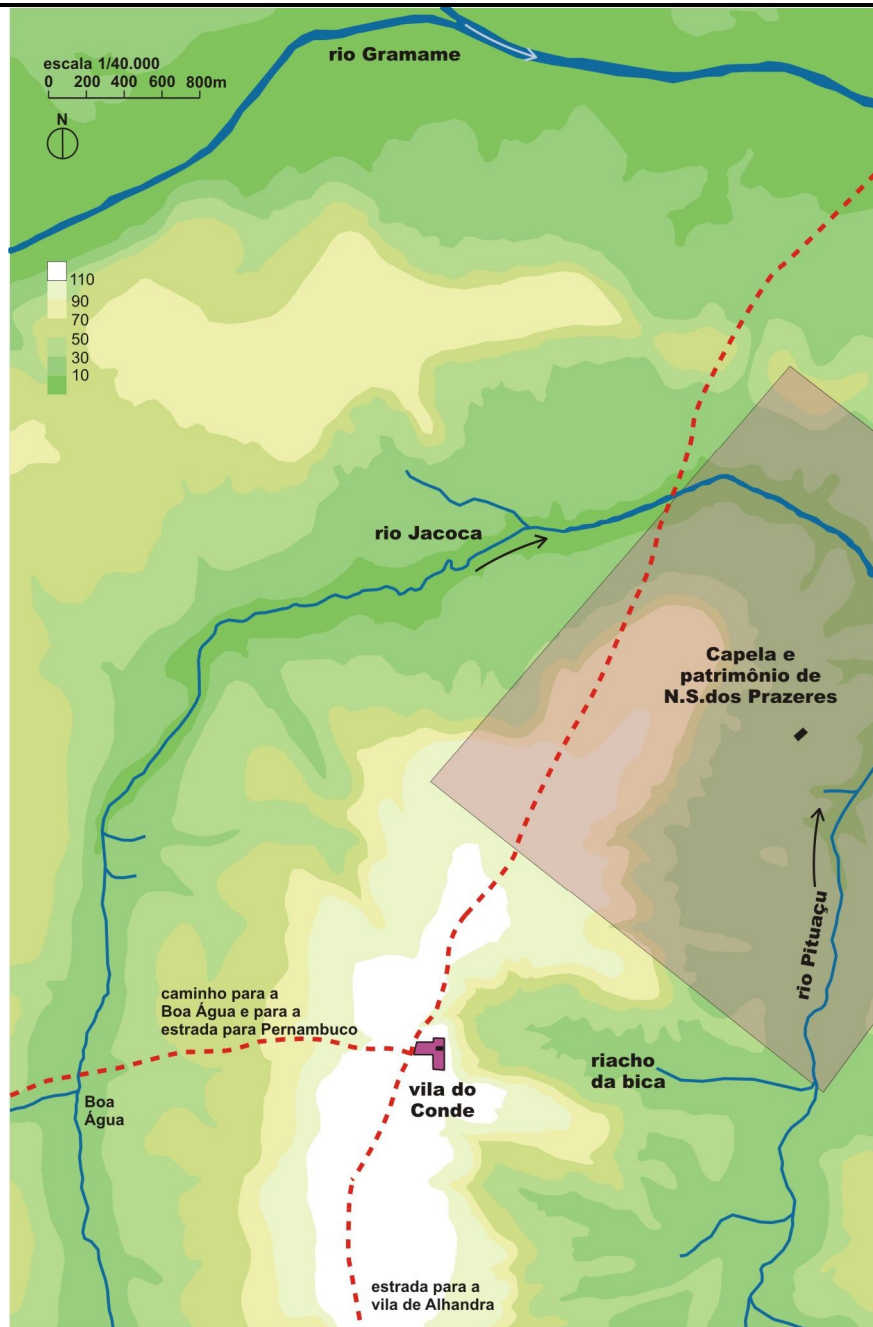 rio Gramame
escala 1/40.000
0 200 400 600 800m
N
110
90
70
50
30
10
rio Jacoca
Capela e
patrimônio de
N.S.dos Prazeres
rio Pituaçu
caminho para a
Boa Água e para a
estrada para Pernambuco
riacho
da bica
vila do
Conde
Boa
Água
estrada para a
vila de Alhandra